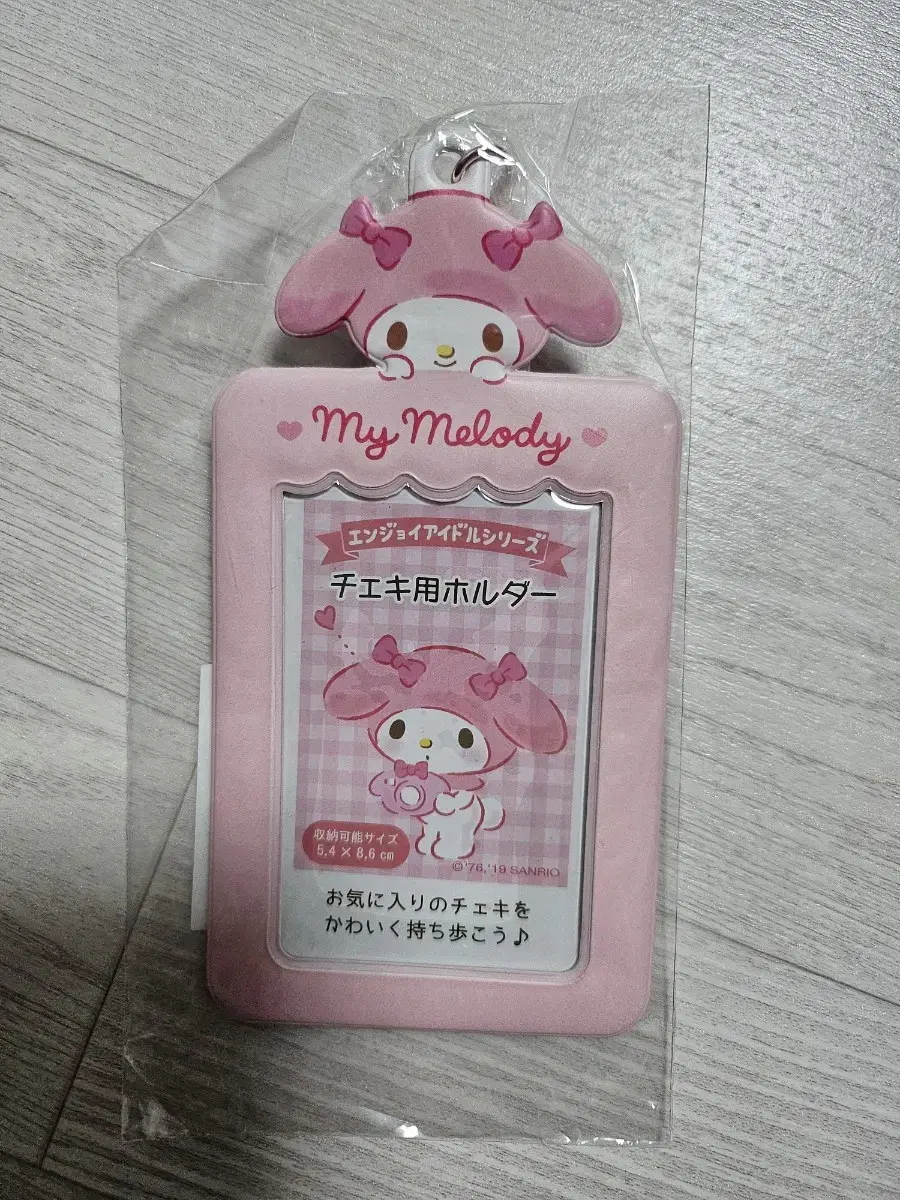 My Melody
エンジョイアイドルシリーズ
チェキ用ホルダー
収納可能サイズ
5.4 × 8.6 cm
©'76,'19 SANRIO
お気に入りのチェキを
かわいく持ち歩こう♪